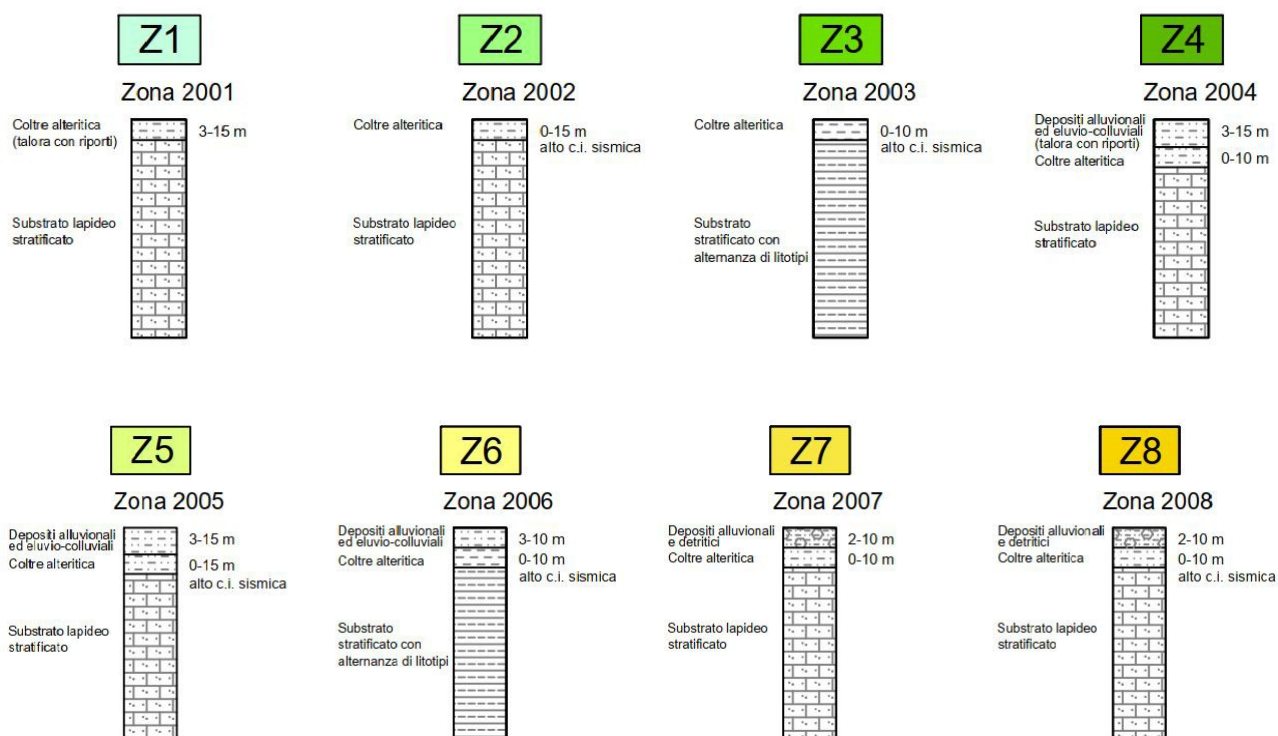 Z1
Zona 2001
Coltre alteritica
(talora con riporti)
3-15 m
Substrato lapideo
stratificato
Z2
Zona 2002
Coltre alteritica
0-15 m
alto c.i. sismica
Substrato lapideo
stratificato
Z3
Zona 2003
Coltre alteritica
0-10 m
alto c.i. sismica
Substrato
stratificato con
alternanza di litotipi
Z4
Zona 2004
Depositi alluvionali
ed eluvio-colluviali
(talora con riporti)
3-15 m
Coltre alteritica
0-10 m
Substrato lapideo
stratificato
Z5
Zona 2005
Depositi alluvionali
ed eluvio-colluviali
3-15 m
Coltre alteritica
0-15 m
alto c.i. sismica
Substrato lapideo
stratificato
Z6
Zona 2006
Depositi alluvionali
ed eluvio-colluviali
3-10 m
Coltre alteritica
0-10 m
alto c.i. sismica
Substrato
stratificato con
alternanza di litotipi
Z7
Zona 2007
Depositi alluvionali
e detritici
2-10 m
Coltre alteritica
0-10 m
Substrato lapideo
stratificato
Z8
Zona 2008
Depositi alluvionali
e detritici
2-10 m
Coltre alteritica
0-10 m
alto c.i. sismica
Substrato lapideo
stratificato